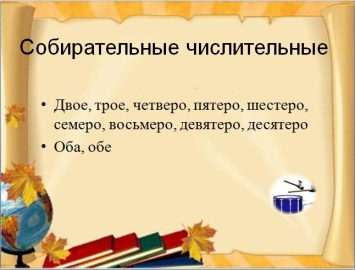 Собирательные числительные
• Двое, трое, четверо, пятеро, шестеро,
семеро, восьмеро, девятеро, десятеро
• Оба, обе